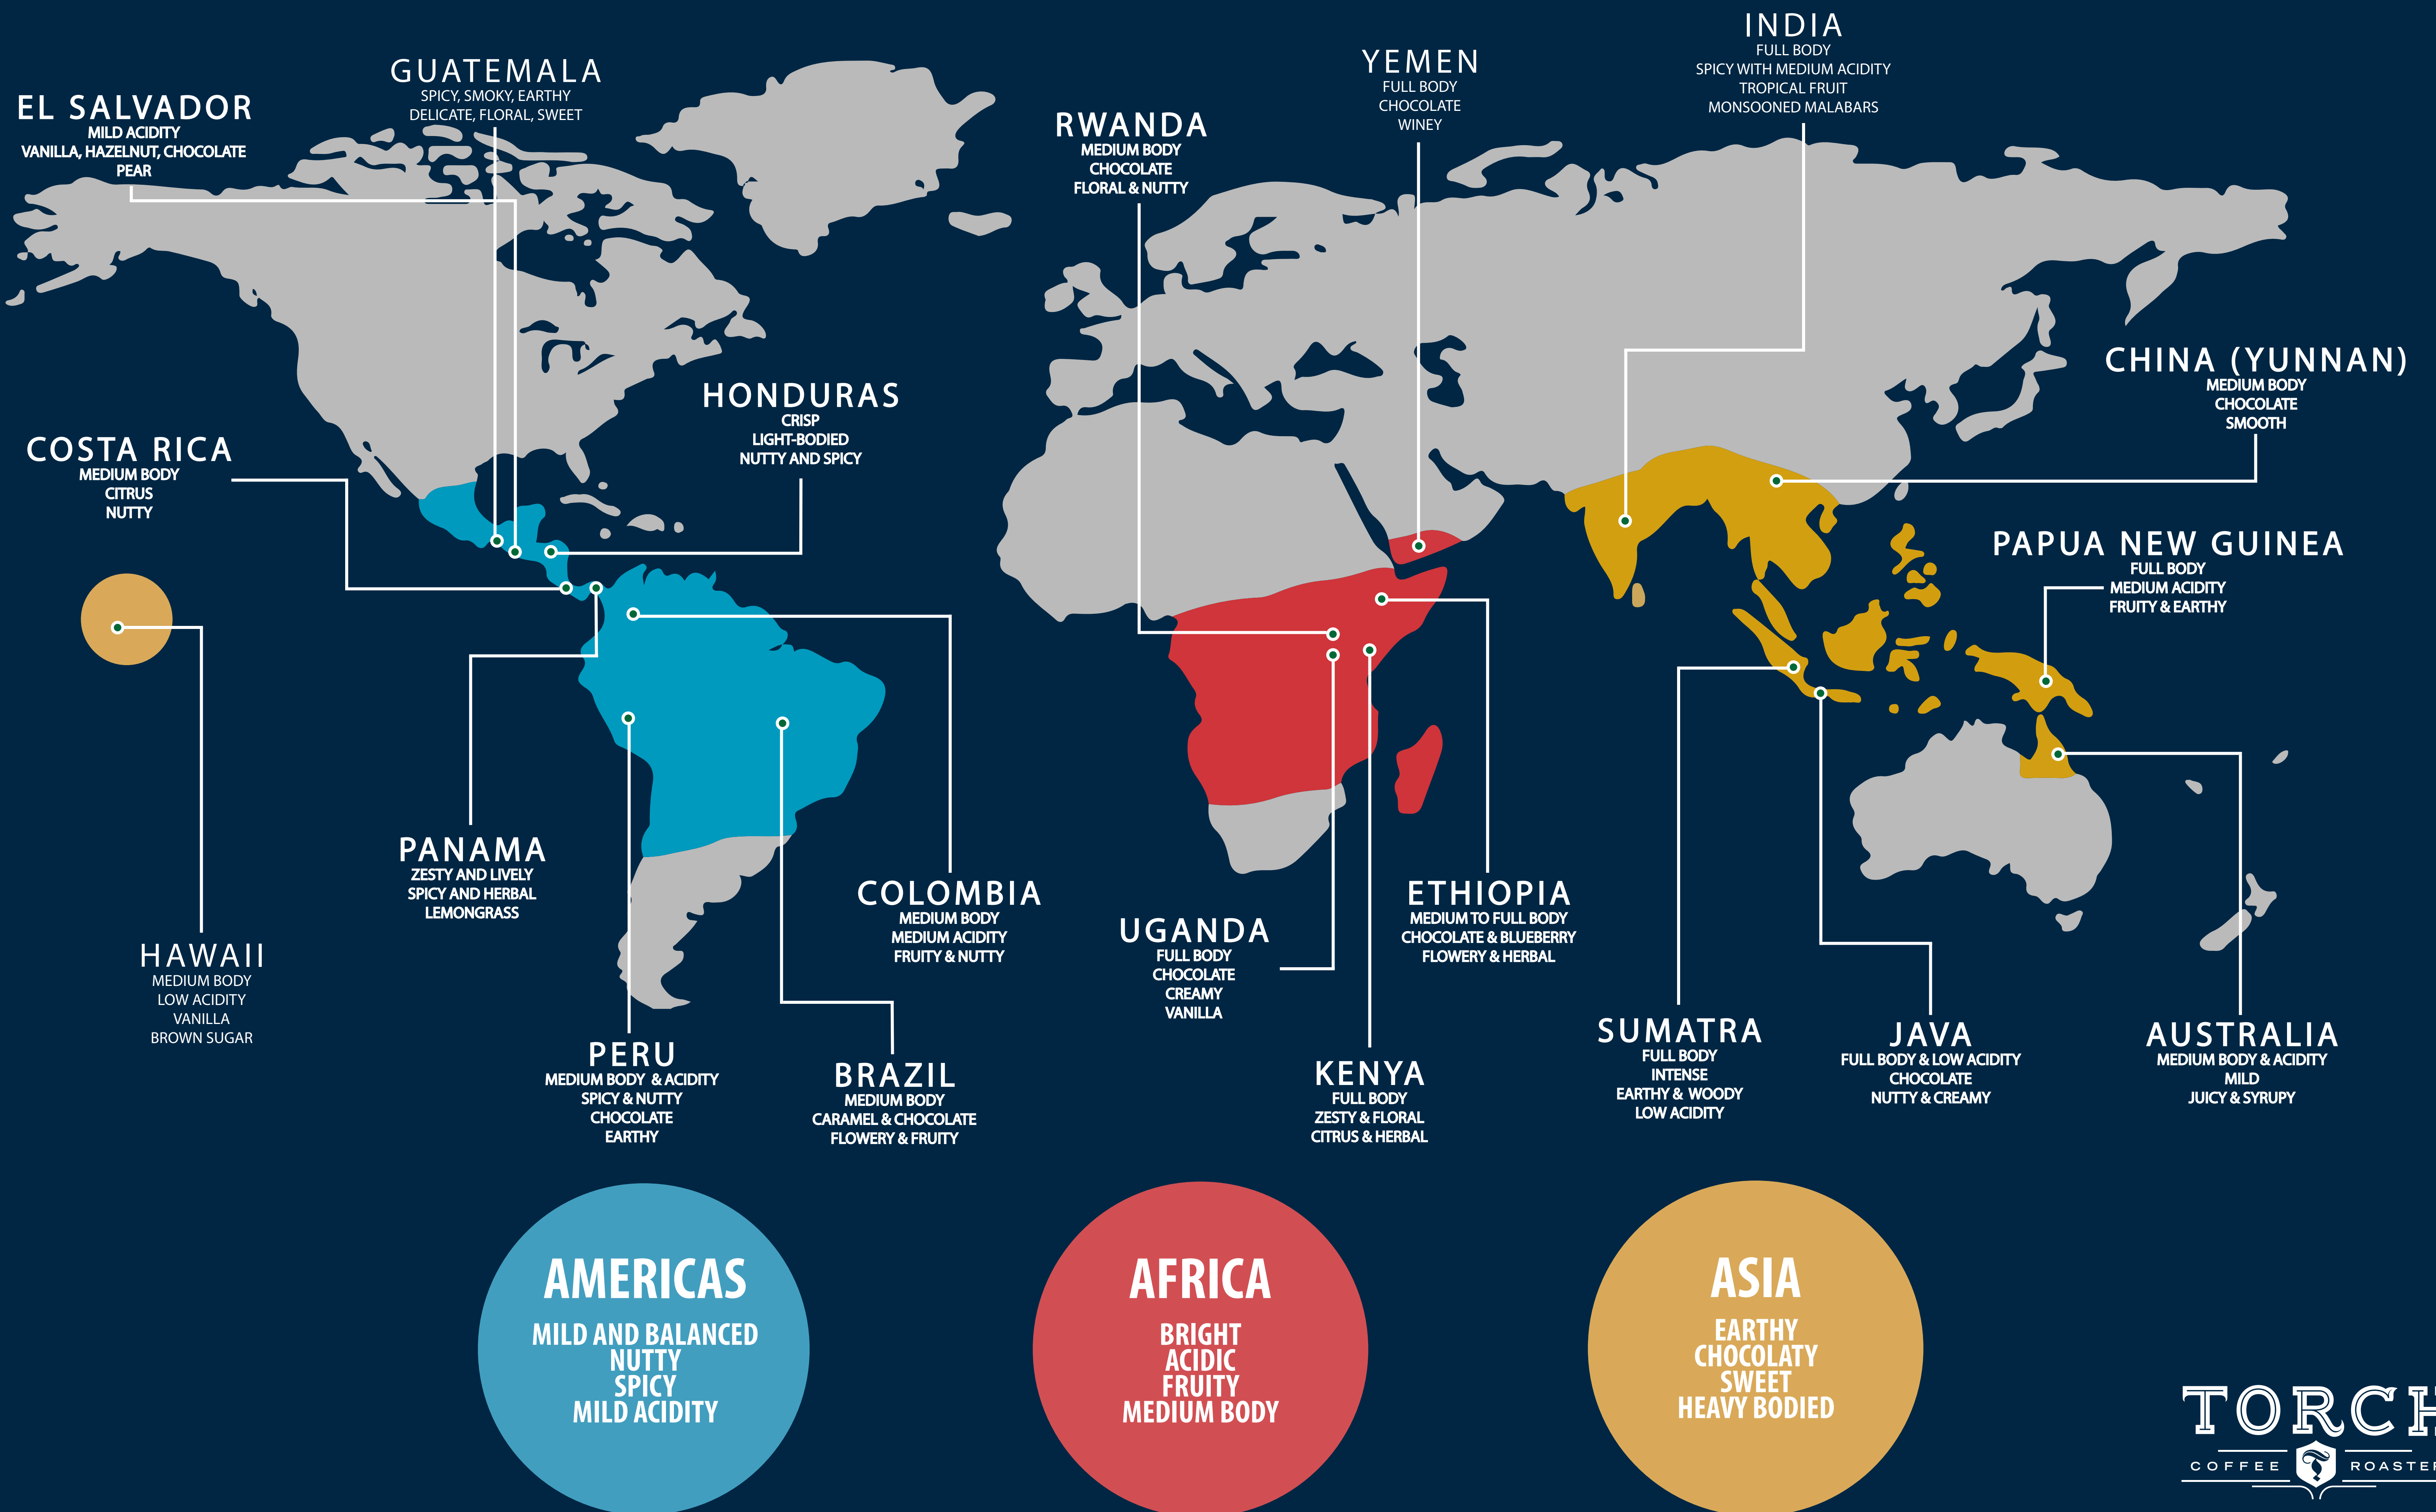 INDIA
FULL BODY
SPICY WITH MEDIUM ACIDITY
TROPICAL FRUIT
MONSOONED MALABARS
YEMEN
FULL BODY
CHOCOLATE
WINEY
GUATEMALA
SPICY, SMOKY, EARTHY
DELICATE, FLORAL, SWEET
EL SALVADOR
MILD ACIDITY
VANILLA, HAZELNUT, CHOCOLATE
PEAR
RWANDA
MEDIUM BODY
CHOCOLATE
FLORAL & NUTTY
CHINA (YUNNAN)
MEDIUM BODY
CHOCOLATE
SMOOTH
HONDURAS
CRISP
LIGHT-BODIED
NUTTY AND SPICY
COSTA RICA
MEDIUM BODY
CITRUS
NUTTY
PAPUA NEW GUINEA
FULL BODY
MEDIUM ACIDITY
FRUITY & EARTHY
PANAMA
ZESTY AND LIVELY
SPICY AND HERBAL
LEMONGRASS
COLOMBIA
MEDIUM BODY
MEDIUM ACIDITY
FRUITY & NUTTY
ETHIOPIA
MEDIUM TO FULL BODY
CHOCOLATE & BLUEBERRY
FLOWERY & HERBAL
UGANDA
FULL BODY
CHOCOLATE
CREAMY
VANILLA
HAWAII
MEDIUM BODY
LOW ACIDITY
VANILLA
BROWN SUGAR
PERU
MEDIUM BODY & ACIDITY
SPICY & NUTTY
CHOCOLATE
EARTHY
BRAZIL
MEDIUM BODY
CARAMEL & CHOCOLATE
FLOWERY & FRUITY
KENYA
FULL BODY
ZESTY & FLORAL
CITRUS & HERBAL
SUMATRA
FULL BODY
INTENSE
EARTHY & WOODY
LOW ACIDITY
JAVA
FULL BODY & LOW ACIDITY
CHOCOLATE
NUTTY & CREAMY
AUSTRALIA
MEDIUM BODY & ACIDITY
MILD
JUICY & SYRUPY
AMERICAS
MILD AND BALANCED
NUTTY
SPICY
MILD ACIDITY
AFRICA
BRIGHT
ACIDIC
FRUITY
MEDIUM BODY
ASIA
EARTHY
CHOCOLATY
SWEET
HEAVY BODIED
TORCH
COFFEE ROASTER